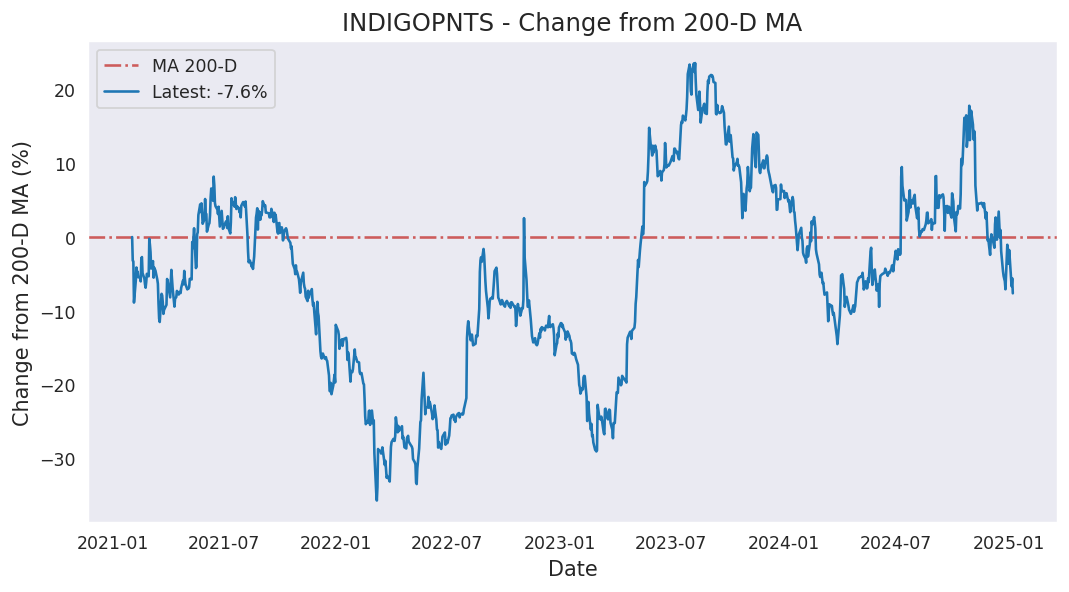 INDIGOPNTS - Change from 200-D MA
MA 200-D
Latest: -7.6%
Change from 200-D MA (%)
20
10
0
−10
−20
−30
2021-01 2021-07 2022-01 2022-07 2023-01 2023-07 2024-01 2024-07 2025-01
Date